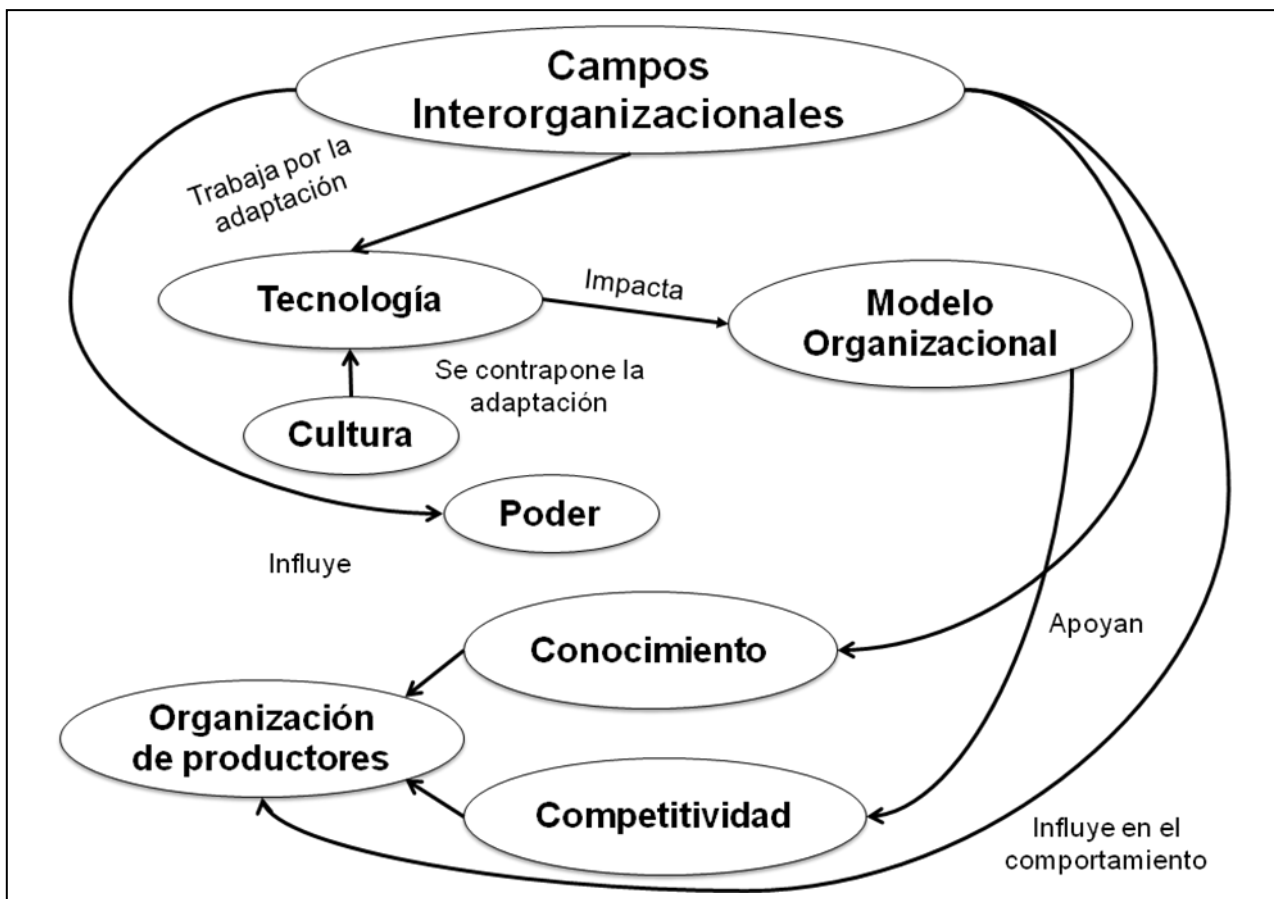 Campos
Interorganizacionales
Trabaja por la
adaptación
Tecnología
Impacta
Modelo
Organizacional
Se contrapone la
adaptación
Cultura
Poder
Influye
Conocimiento
Apoyan
Organización
de productores
Competitividad
Influye en el
comportamiento